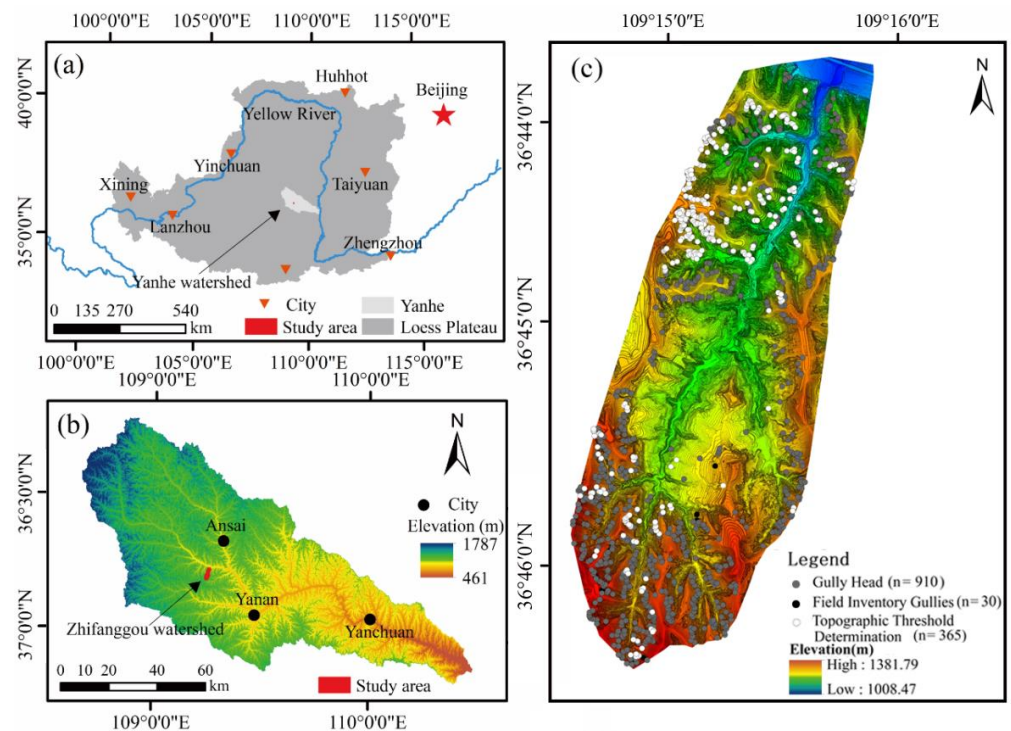 100°0'0"E 105°0'0"E 110°0'0"E 115°0'0"E
(a)
Huhhot
Beijing
Yellow River
Yinchuan
Xining
Taiyuan
Lanzhou
Zhengzhou
Yanhe watershed
40°0'0"N
35°0'0"N
0 135 270 540
km
City
Yanhe
Study area
Loess Plateau
100°0'0"E 105°0'0"E 110°0'0"E 115°0'0"E
109°0'0"E 110°0'0"E
(b)
N
City
Elevation (m)
1787
461
Ansai
Yanan
Yanchuan
Zhifanggou watershed
36°30'0"N
37°0'0"N
0 10 20 40 60
km
Study area
109°0'0"E 110°0'0"E
109°15'0"E 109°16'0"E
(c)
N
36°44'0"N
36°45'0"N
36°46'0"N
Legend
Gully Head (n= 910)
Field Inventory Gullies (n= 30)
Topographic Threshold
Determination (n= 365)
Elevation(m)
High : 1381.79
Low : 1008.47